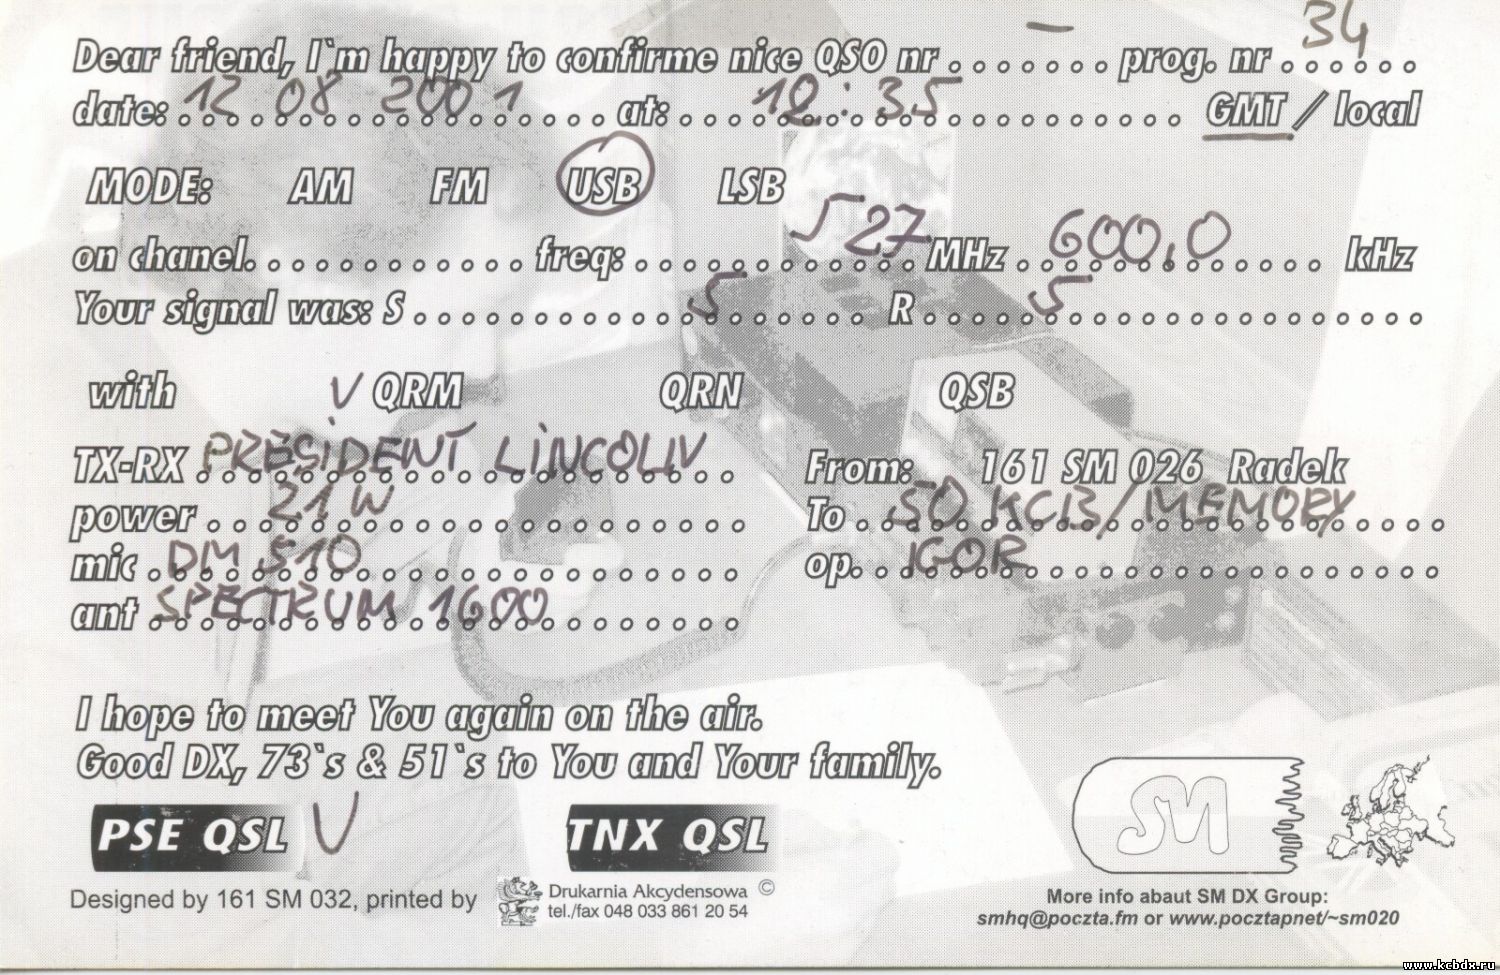 Dear friend, I`m happy to confirme nice QSO nr ....—.... prog. nr 34
date: 12 08 2001 at: 10:35 GMT / local
MODE: AM FM USB LSB
on chanel............ freq: 27 MHz 600,0 kHz
Your signal was: S 5 R 5
with V QRM QRN QSB
TX-RX PRESiDENT LiNCOLN
power 21 W
mic DM 510
ant SPECTRUM 1600
From: 161 SM 026 Radek
To 50 KCB/MEMORY
op. IGOR
I hope to meet You again on the air.
Good DX, 73`s & 51`s to You and Your family.
PSE QSL V TNX QSL
SM
Designed by 161 SM 032, printed by Drukarnia Akcydensowa ©
tel./fax 048 033 861 20 54
More info abaut SM DX Group:
smhq@poczta.fm or www.pocztapnet/~sm020
www.kcbdx.ru